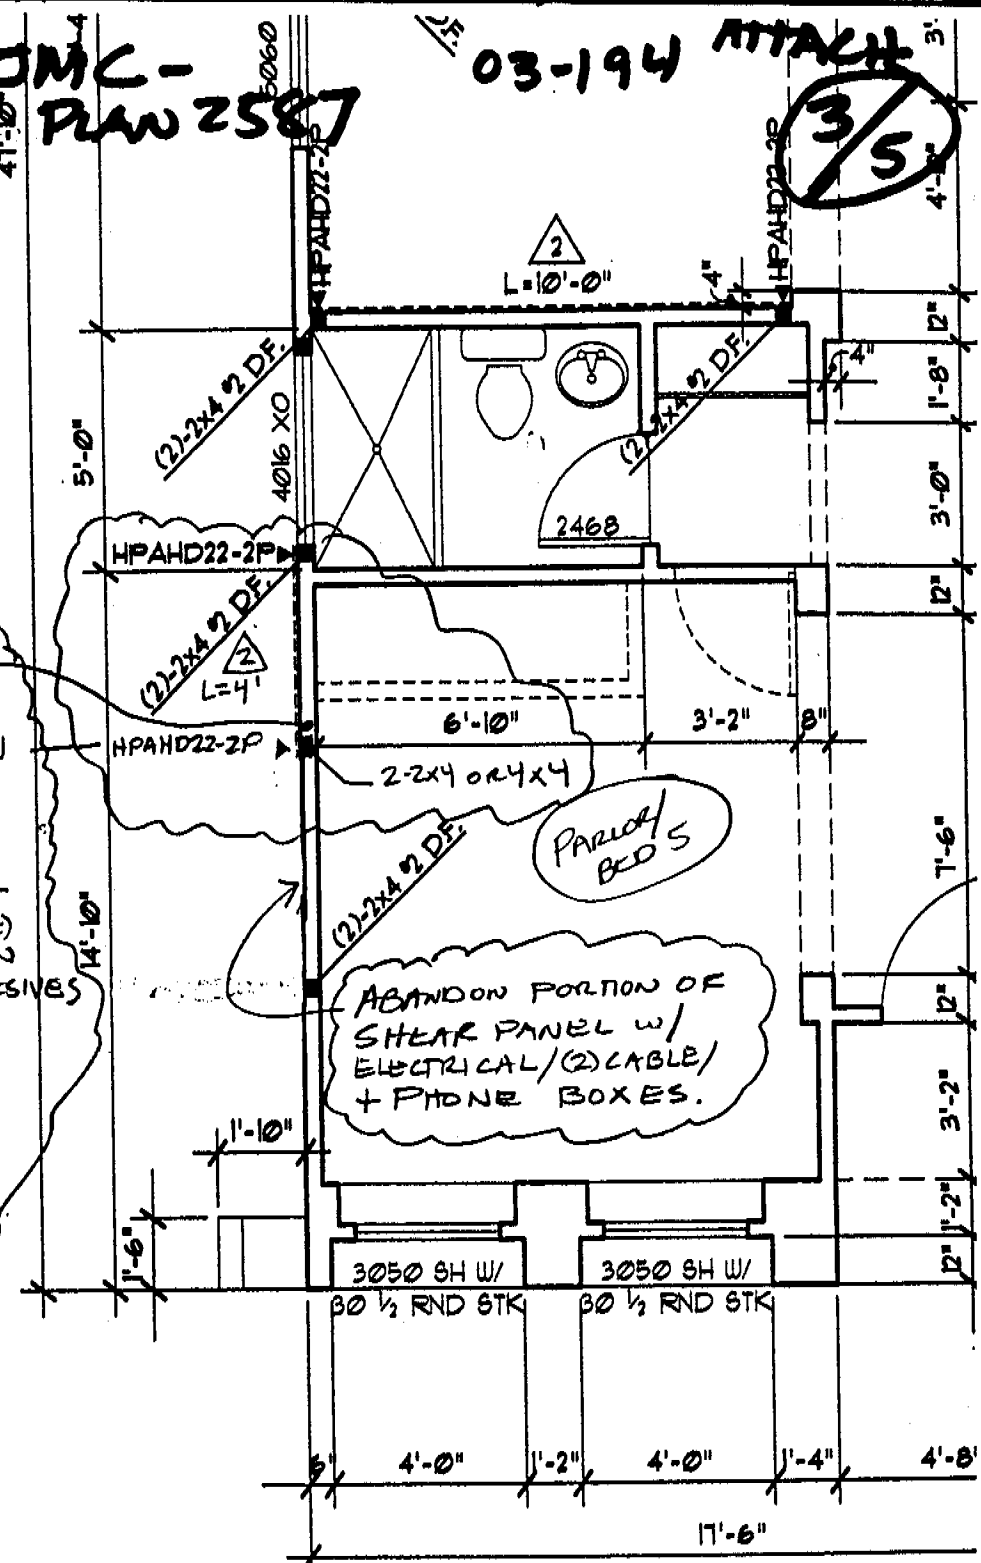 JMC-
PLAN 2587
03-194
ATTACH
3/5
5060
HPAHD22-2P
HPAHD22-2P
2
L=10'-0"
4"
12"
4"
1'-8"
(2)-2x4 #2 DF.
(2)-2x4 #2 DF.
5'-0"
4016 XO
2468
3'-0"
12"
HPAHD22-2P
(2)-2x4 #2 DF.
2
L=4'
6'-10"
3'-2"
8"
HPAHD22-2P
2-2x4 OR 4x4
PARLOR/
BED 5
7'-6"
(2)-2x4 #2 DF.
14'-10"
ESIVES
ABANDON PORTION OF
SHEAR PANEL W/
ELECTRICAL/(2)CABLE/
+ PHONE BOXES.
12"
3'-2"
1'-10"
1'-6"
1'-2"
12"
3050 SH W/
30 1/2 RND STK
3050 SH W/
30 1/2 RND STK
6"
4'-0"
1'-2"
4'-0"
1'-4"
4'-8"
17'-6"